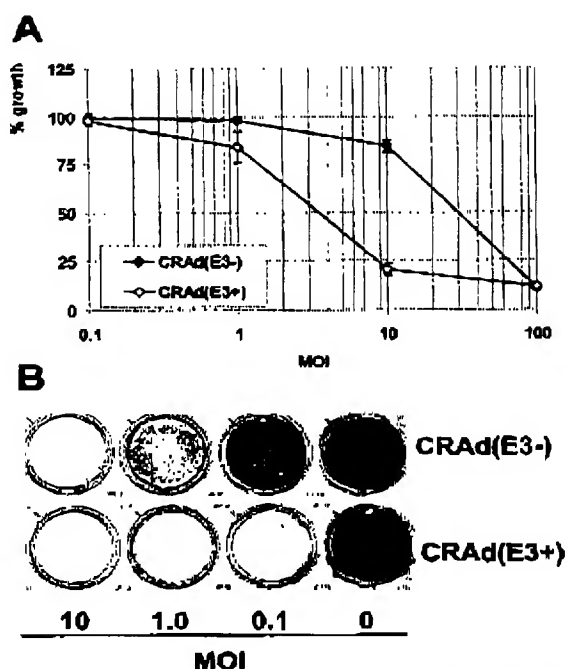 A
125
100
75
50
25
0
% growth
CRAd(E3-)
CRAd(E3+)
0.1 1 10 100
MOI
B
CRAd(E3-)
CRAd(E3+)
10 1.0 0.1 0
MOI